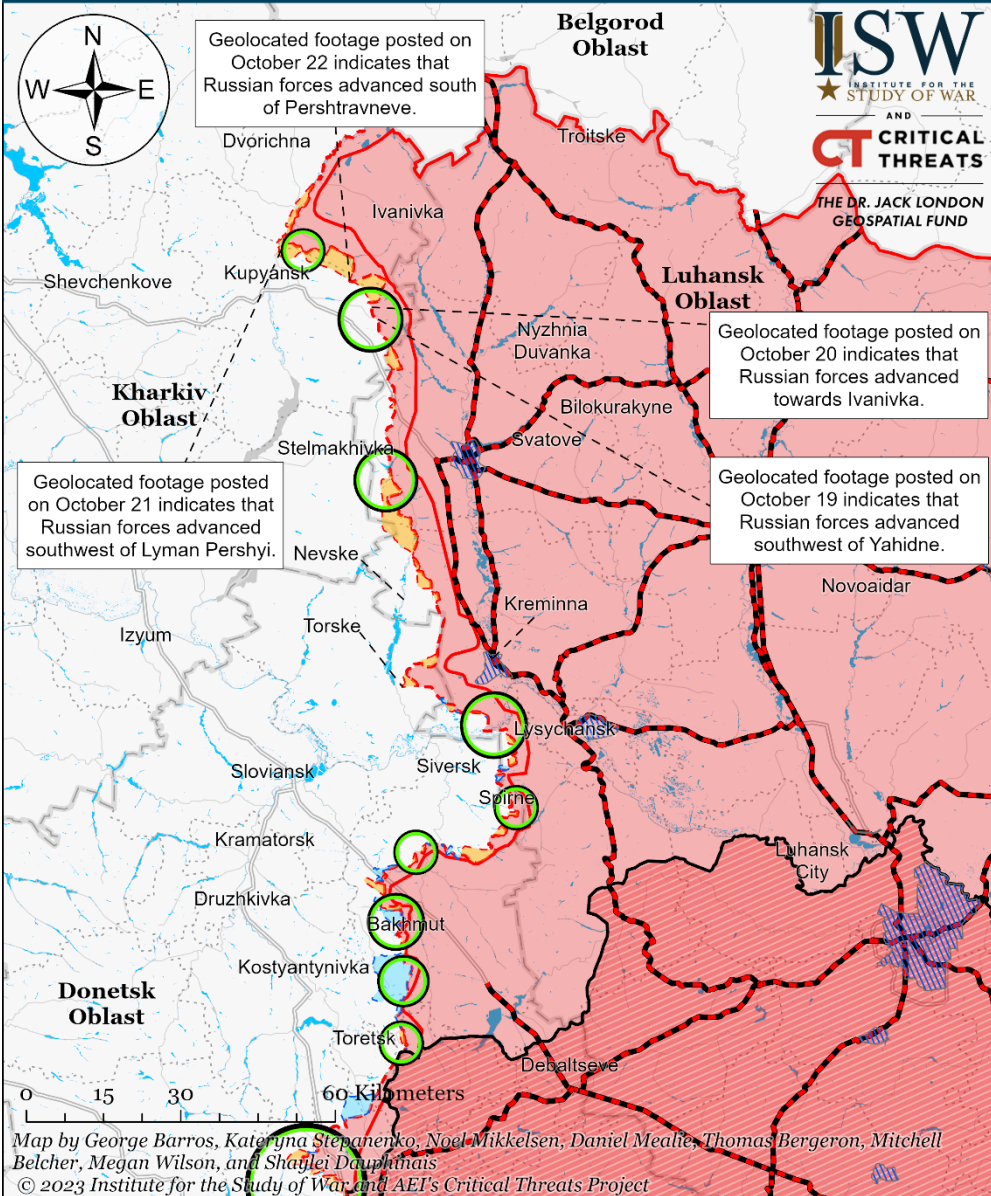 N
W
E
S
Geolocated footage posted on
October 22 indicates that
Russian forces advanced south
of Pershtravneve.
Belgorod
Oblast
ISW
INSTITUTE FOR THE
STUDY OF WAR
AND
CT CRITICAL
THREATS
THE DR. JACK LONDON
GEOSPATIAL FUND
Dvorichna
Troitske
Ivanivka
Kupyansk
Shevchenkove
Luhansk
Oblast
Nyzhnia
Duvanka
Geolocated footage posted on
October 20 indicates that
Russian forces advanced
towards Ivanivka.
Kharkiv
Oblast
Bilokurakyne
Svatove
Stelmakhivka
Geolocated footage posted
on October 21 indicates that
Russian forces advanced
southwest of Lyman Pershyi.
Geolocated footage posted on
October 19 indicates that
Russian forces advanced
southwest of Yahidne.
Nevske
Novoaidar
Kreminna
Torske
Izyum
Lysychansk
Siversk
Sloviansk
Spirne
Kramatorsk
Luhansk
City
Druzhkivka
Bakhmut
Kostyantynivka
Donetsk
Oblast
Toretsk
Debaltseve
0 15 30 60 Kilometers
Map by George Barros, Kateryna Stepanenko, Noel Mikkelsen, Daniel Mealie, Thomas Bergeron, Mitchell
Belcher, Megan Wilson, and Shaylei Dauphinais
© 2023 Institute for the Study of War and AEI's Critical Threats Project